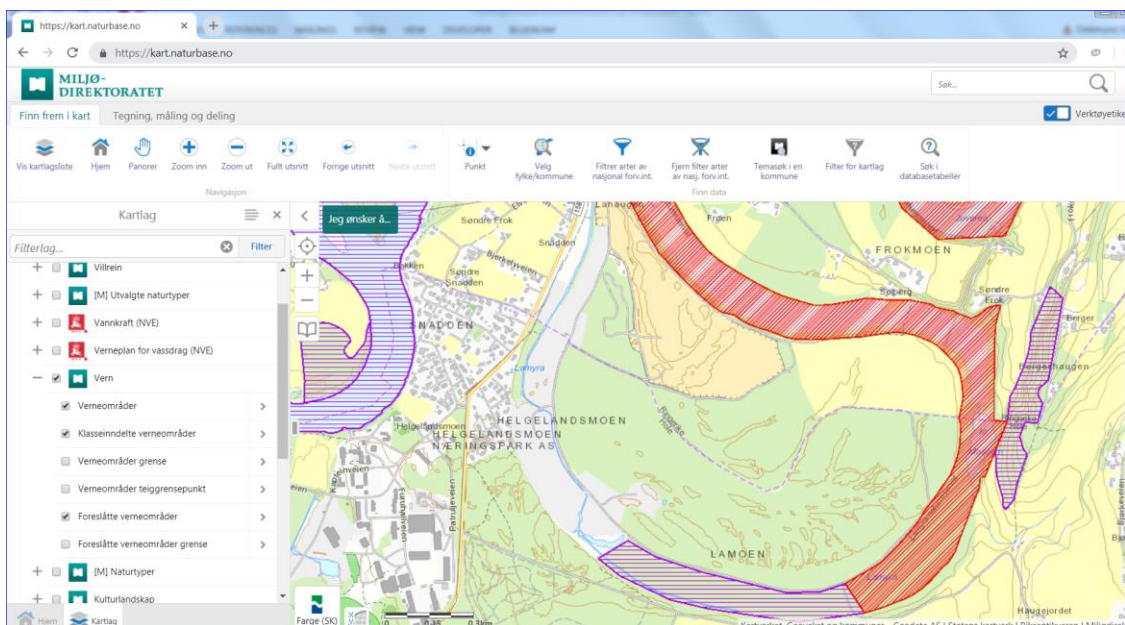 https://kart.naturbase.no
https://kart.naturbase.no
MILJØ-
DIREKTORATET
Søk...
Finn frem i kart
Tegning, måling og deling
Vis kartlagsliste
Hjem
Panorer
Zoom inn
Zoom ut
Fullt utsnitt
Forrige utsnitt
Neste utsnitt
Navigasjon
Punkt
Velg
fylke/kommune
Filtrer arter av
nasjonal forv.int.
Fjern filter arter
av nasj. forv.int.
Temasøk i en
kommune
Filter for kartlag
Søk i
databasetabeller
Finn data
Kartlag
Filterlag...
Filter
Villrein
[M] Utvalgte naturtyper
Vannkraft (NVE)
Verneplan for vassdrag (NVE)
Vern
Verneområder
Klasseinndelte verneområder
Verneområder grense
Verneområder teiggrensepunkt
Foreslåtte verneområder
Foreslåtte verneområder grense
[M] Naturtyper
Kulturlandskap
Hjem
Kartlag
Jeg ønsker å...
Søndre Frok
Snadden
Bjerkelyveien
Søndre
Snadden
SNADDEN
Lamyra
HELGELANDSMOEN
Helgelandsmoen
HELGELANDSMOEN
NÆRINGSPARK AS
Patruljeveien
LAMOEN
Lamyra
Frøen
FROKMOEN
Søberg
Søndre
Frok
Berger
Bergerhaugen
Haugejordet
Farge (SK)
0.3km